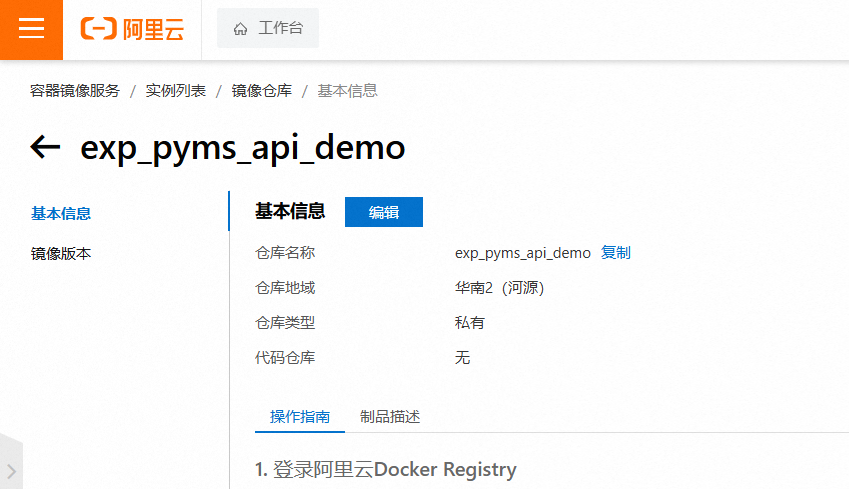 阿里云 工作台
容器镜像服务 / 实例列表 / 镜像仓库 / 基本信息
exp_pyms_api_demo
基本信息
镜像版本
基本信息 编辑
仓库名称 exp_pyms_api_demo 复制
仓库地域 华南2（河源）
仓库类型 私有
代码仓库 无
操作指南 制品描述
1. 登录阿里云Docker Registry